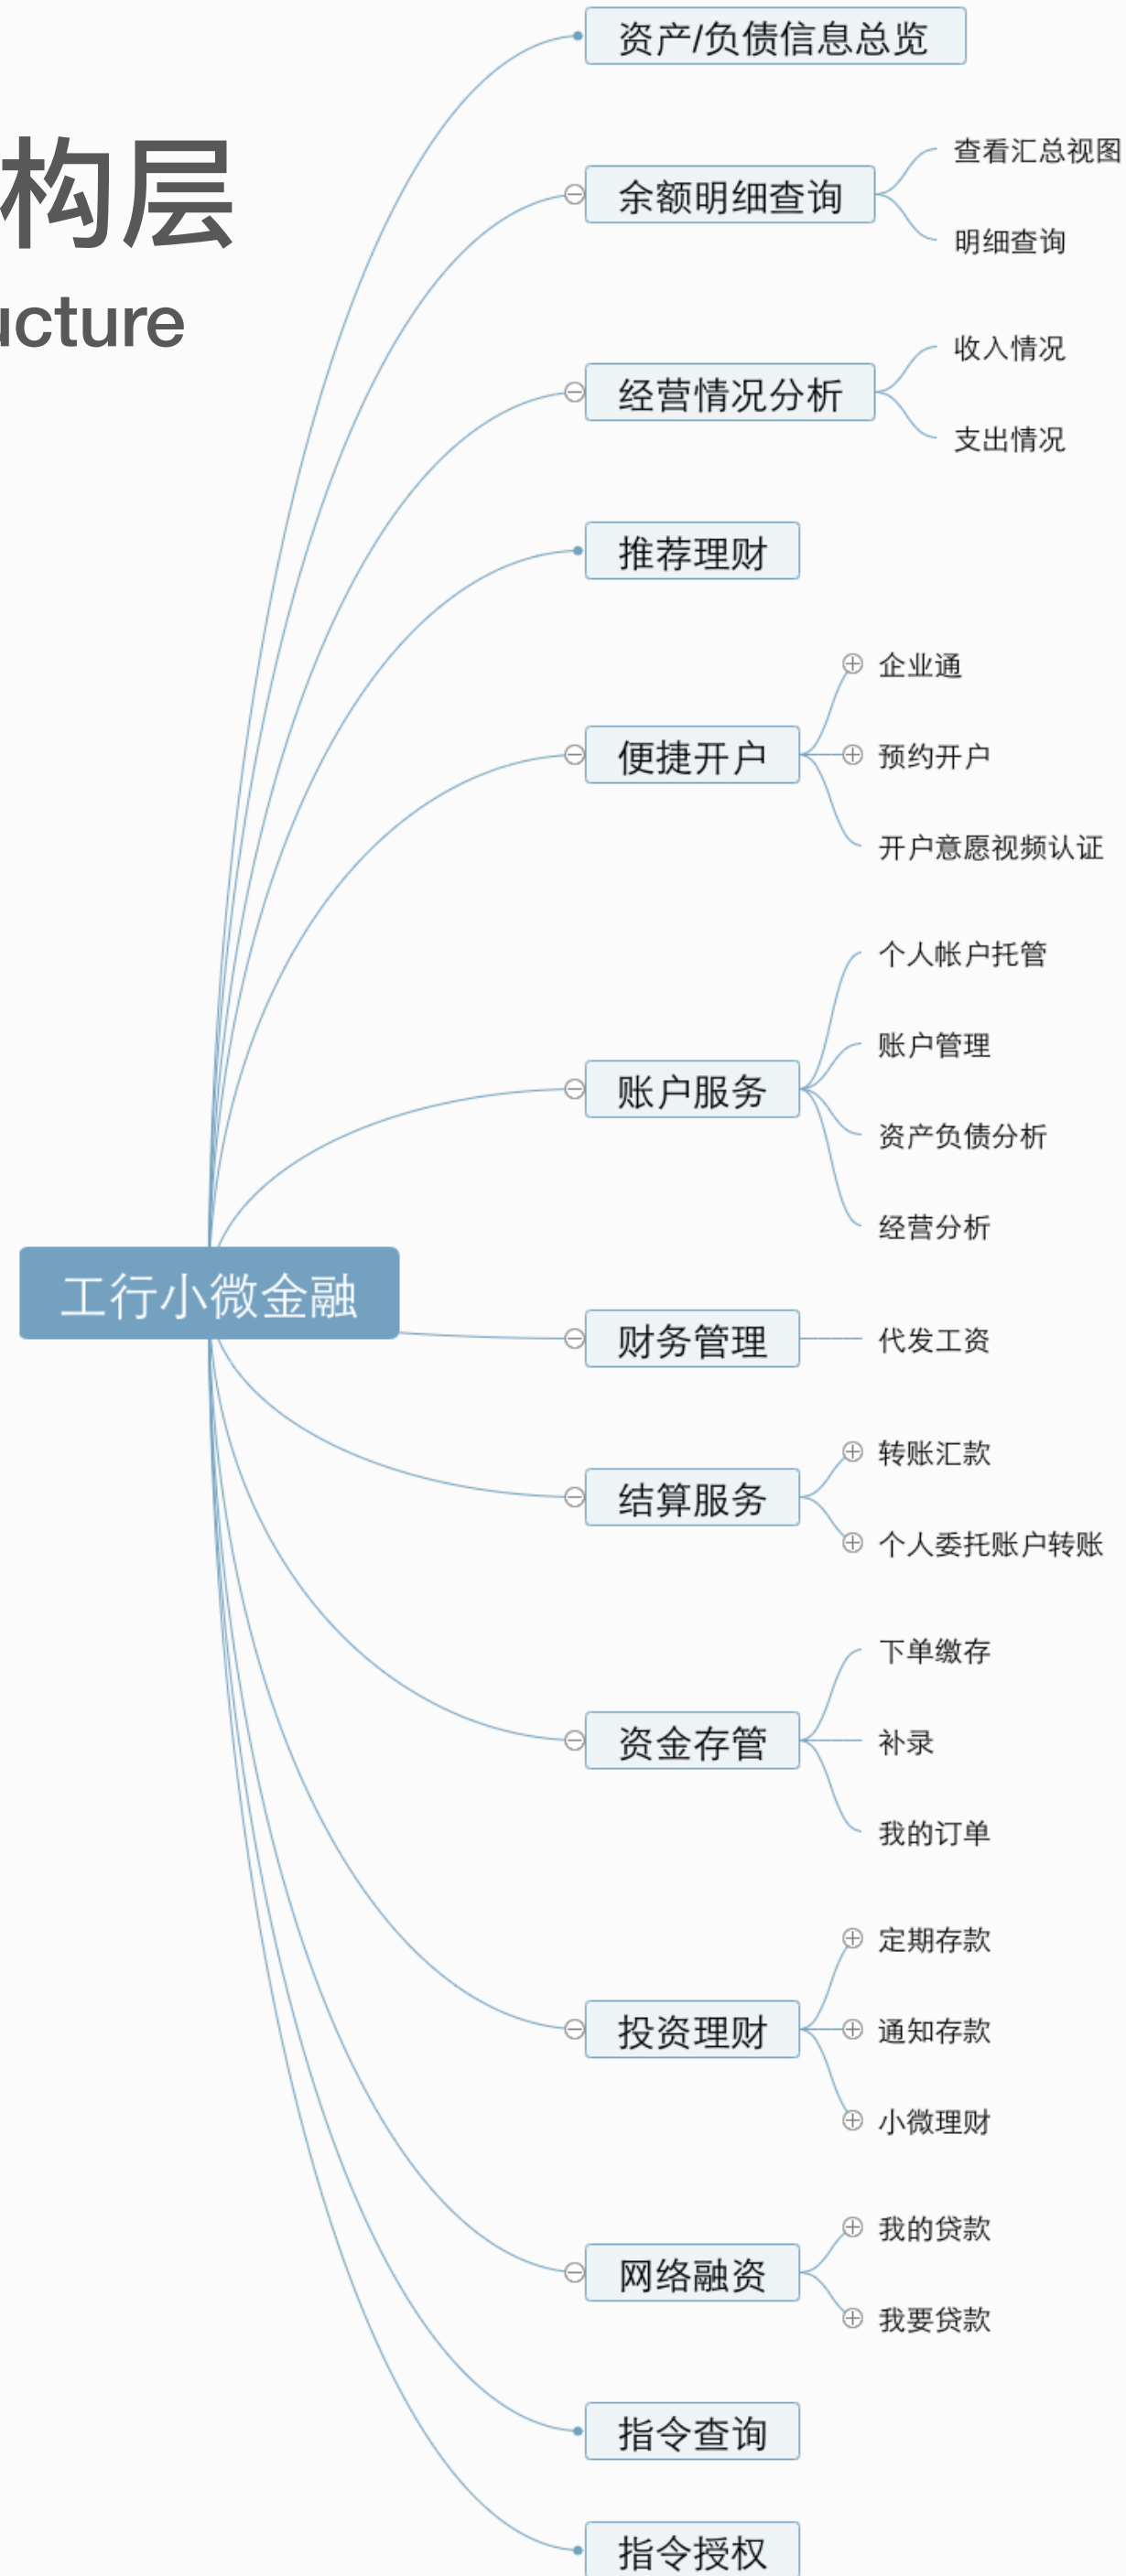 资产/负债信息总览
构层
查看汇总视图
余额明细查询
明细查询
ucture
收入情况
经营情况分析
支出情况
推荐理财
企业通
便捷开户
预约开户
开户意愿视频认证
个人帐户托管
账户管理
账户服务
资产负债分析
经营分析
工行小微金融
财务管理
代发工资
转账汇款
结算服务
个人委托账户转账
下单缴存
资金存管
补录
我的订单
定期存款
投资理财
通知存款
小微理财
我的贷款
网络融资
我要贷款
指令查询
指令授权